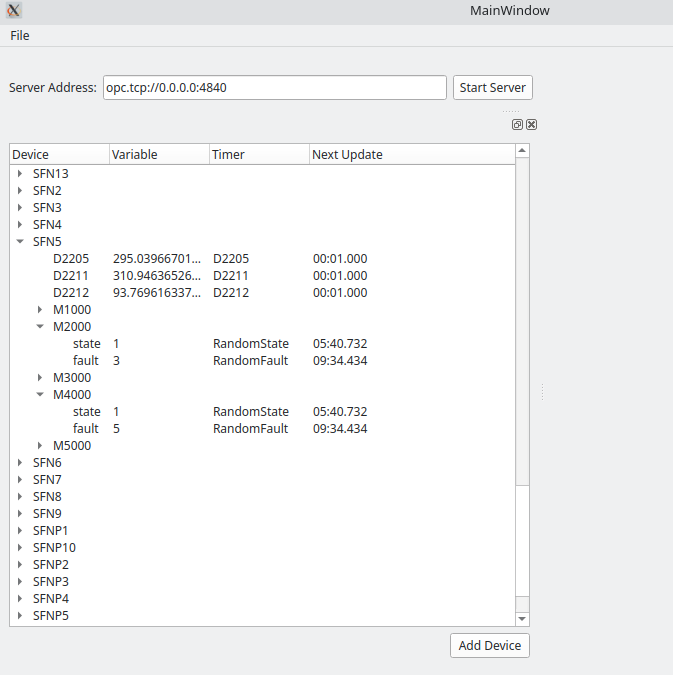 MainWindow
File
Server Address: opc.tcp://0.0.0.0:4840 Start Server
Device Variable Timer Next Update
SFN13
SFN2
SFN3
SFN4
SFN5
D2205 295.03966701... D2205 00:01.000
D2211 310.94636526... D2211 00:01.000
D2212 93.769616337... D2212 00:01.000
M1000
M2000
state 1 RandomState 05:40.732
fault 3 RandomFault 09:34.434
M3000
M4000
state 1 RandomState 05:40.732
fault 5 RandomFault 09:34.434
M5000
SFN6
SFN7
SFN8
SFN9
SFNP1
SFNP10
SFNP2
SFNP3
SFNP4
SFNP5
Add Device